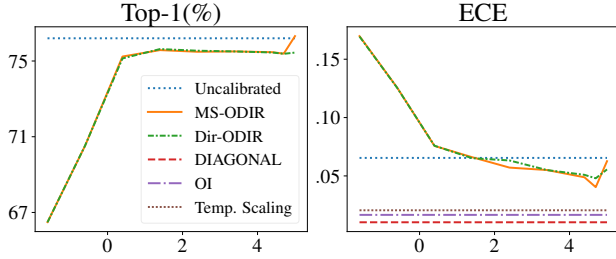 Top-1(%)
75
71
67
0
2
4
Uncalibrated
MS-ODIR
Dir-ODIR
DIAGONAL
OI
Temp. Scaling
ECE
.15
.10
.05
0
2
4